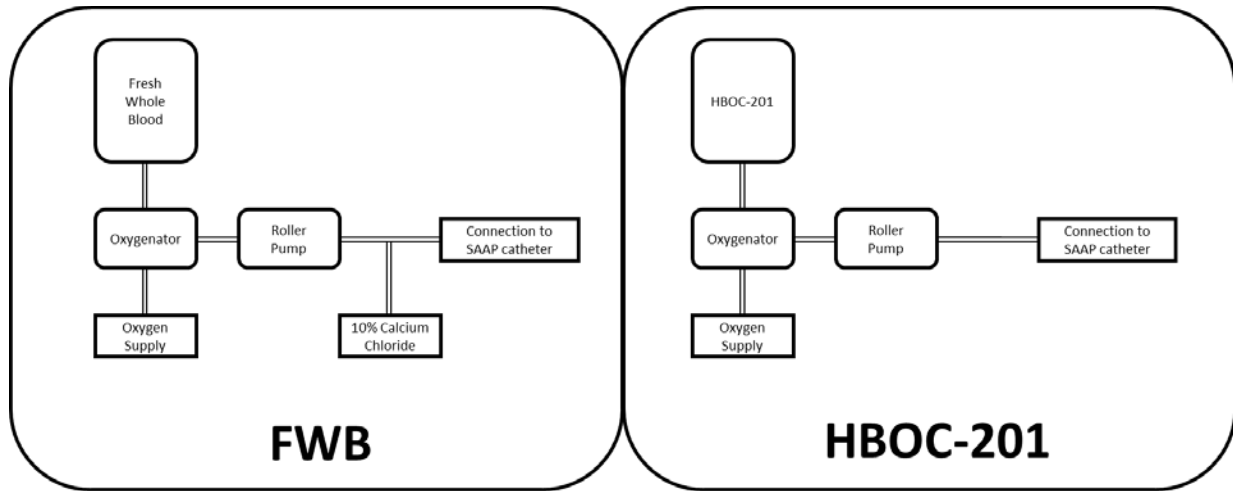 Fresh
Whole
Blood
Oxygenator
Roller
Pump
Connection to
SAAP catheter
Oxygen
Supply
10% Calcium
Chloride
FWB
HBOC-201
Oxygenator
Roller
Pump
Connection to
SAAP catheter
Oxygen
Supply
HBOC-201